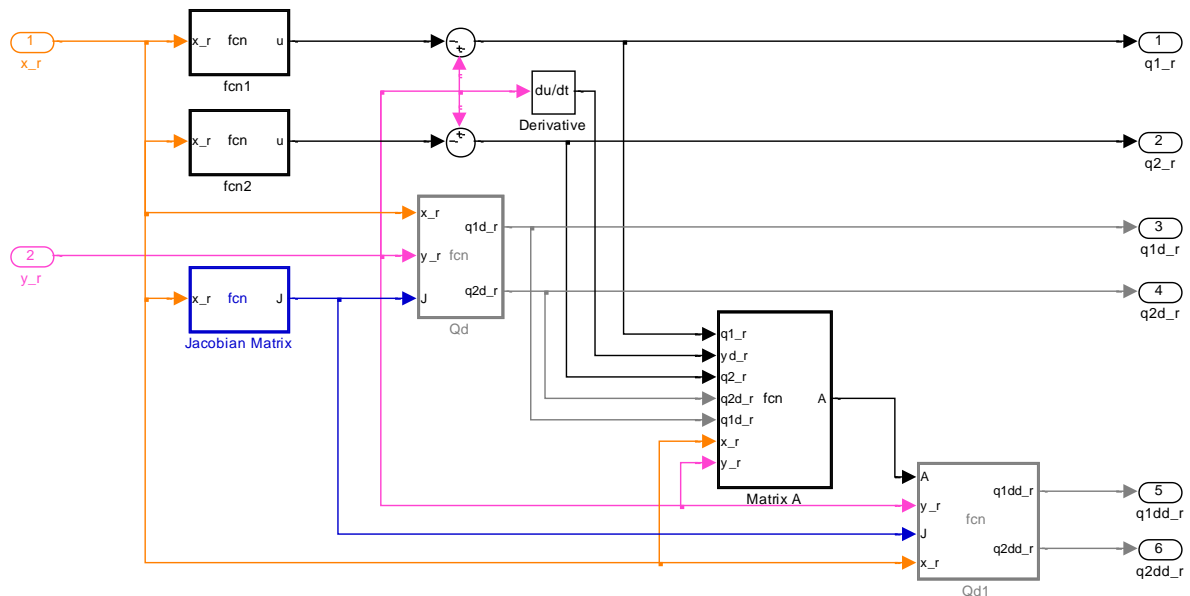 1
x_r
x_r fcn u
fcn1
- +
1
q1_r
du/dt
Derivative
x_r fcn u
fcn2
- +
2
q2_r
2
y_r
x_r
y_r
J
fcn
q1d_r
q2d_r
Qd
3
q1d_r
4
q2d_r
x_r fcn J
Jacobian Matrix
q1_r
yd_r
q2_r
q2d_r
q1d_r
x_r
y_r
fcn
A
Matrix A
A
y_r
J
x_r
fcn
q1dd_r
q2dd_r
Qd1
5
q1dd_r
6
q2dd_r